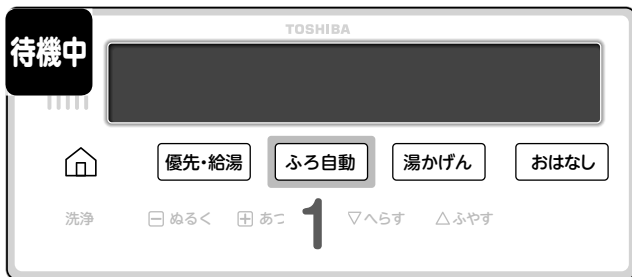 TOSHIBA
待機中
優先・給湯 ふろ自動 湯かげん おはなし
洗浄 ⊟ ぬるく ⊞ あつ 1 ▽へらす △ふやす